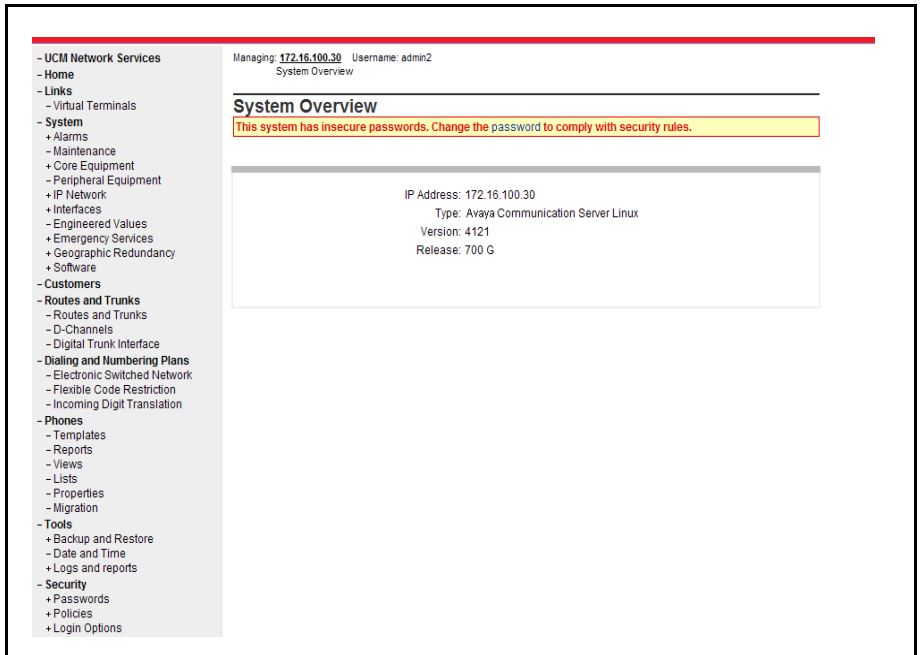 - UCM Network Services
- Home
- Links
- Virtual Terminals
- System
+ Alarms
- Maintenance
+ Core Equipment
- Peripheral Equipment
+ IP Network
+ Interfaces
- Engineered Values
+ Emergency Services
+ Geographic Redundancy
+ Software
- Customers
- Routes and Trunks
- Routes and Trunks
- D-Channels
- Digital Trunk Interface
- Dialing and Numbering Plans
- Electronic Switched Network
- Flexible Code Restriction
- Incoming Digit Translation
- Phones
- Templates
- Reports
- Views
- Lists
- Properties
- Migration
- Tools
+ Backup and Restore
- Date and Time
+ Logs and reports
- Security
+ Passwords
+ Policies
+ Login Options
Managing: 172.16.100.30 Username: admin2
System Overview
System Overview
This system has insecure passwords. Change the password to comply with security rules.
IP Address: 172.16.100.30
Type: Avaya Communication Server Linux
Version: 4121
Release: 700 G